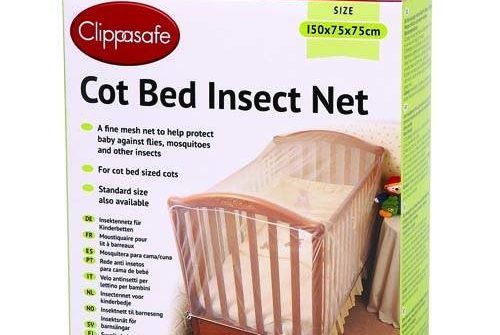 SIZE
150x75x75cm
Clippasafe
Cot Bed Insect Net
A fine mesh net to help protect
baby against flies, mosquitoes
and other insects
For cot bed sized cots
Standard size
also available
DE Insektennetz für
Kinderbetten
FR Moustiquaire pour
lit à barreaux
ES Mosquitera para cama/cuna
PT Rede anti insetos
para cama de bebé
IT Velo antinsetti per
lettino per bambini
NL Insectennet voor
kinderbedje
NO Insektnett til barneseng
SV Insektsnät för
barnsängar
FI